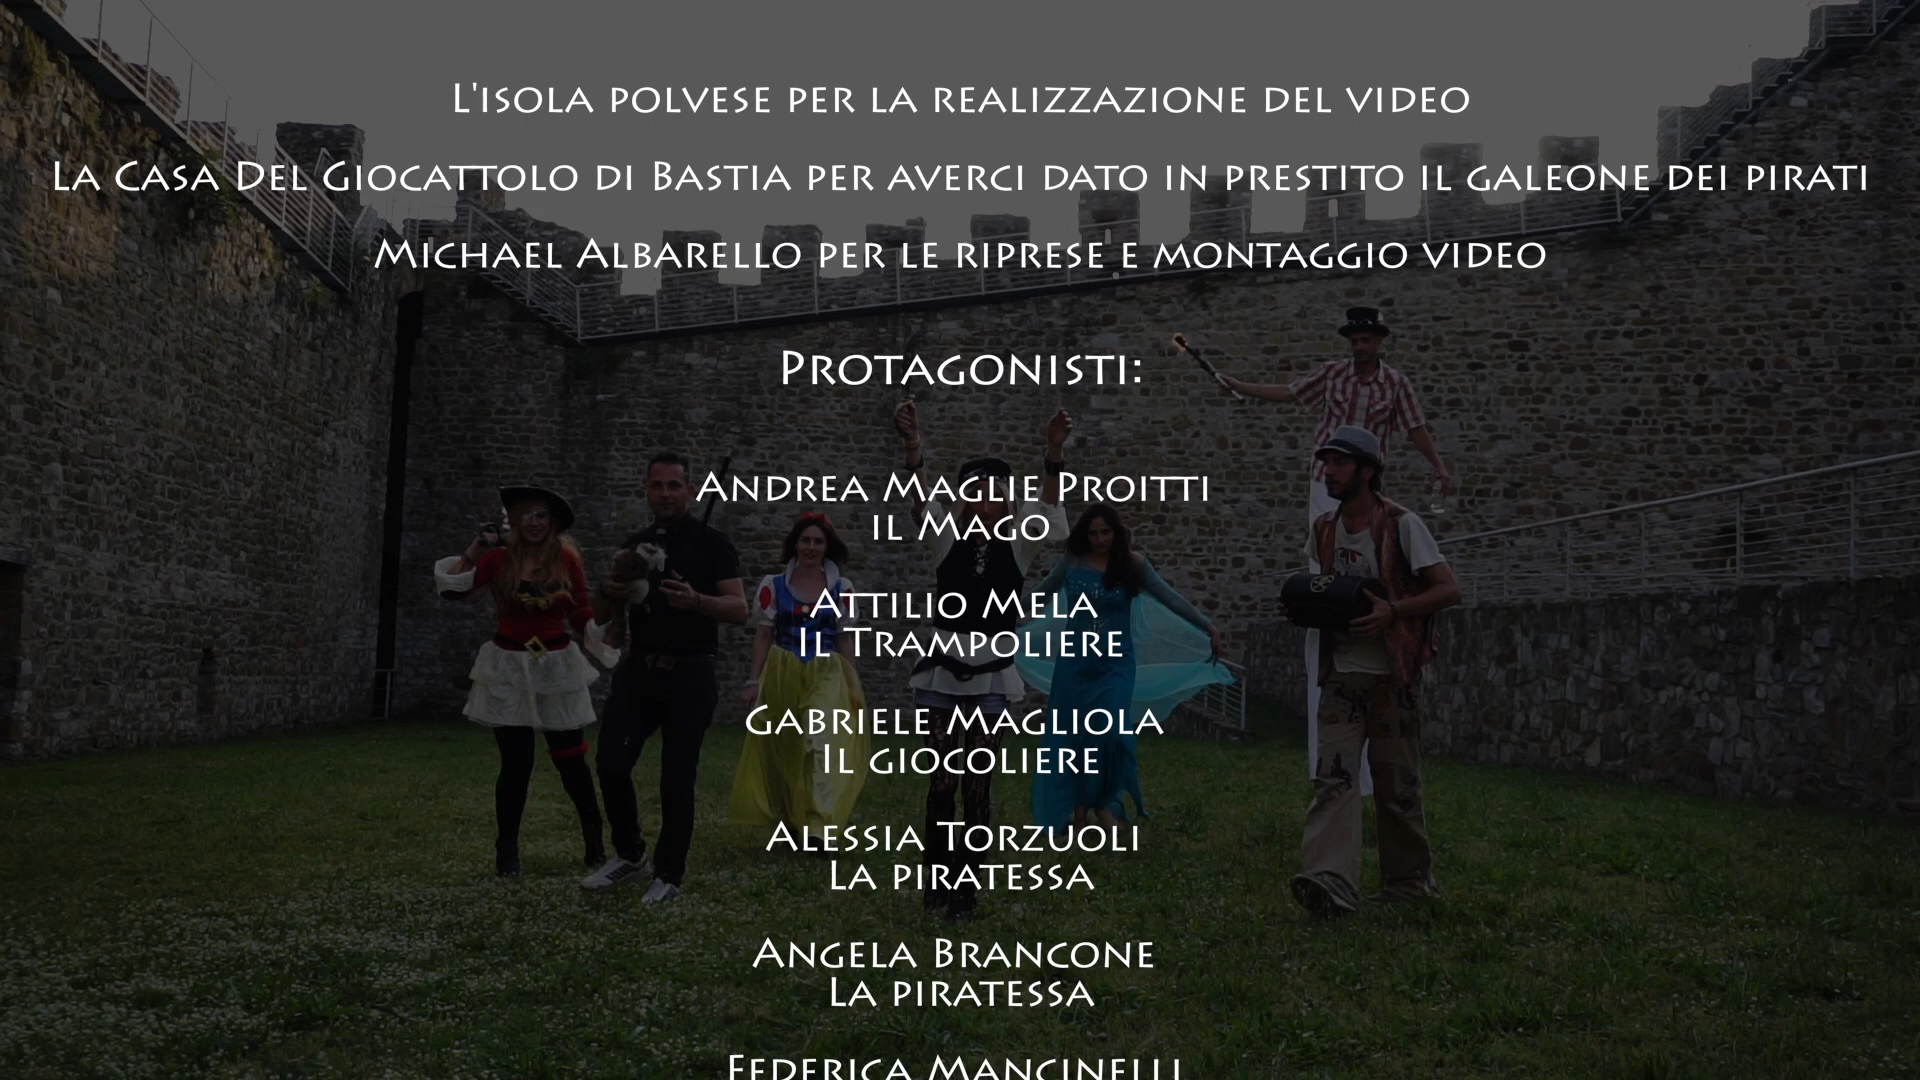 L'isola polvese per la realizzazione del video
La Casa Del Giocattolo di Bastia per averci dato in prestito il galeone dei pirati
Michael Albarello per le riprese e montaggio video
Protagonisti:
Andrea Maglie Proitti
il Mago
Attilio Mela
Il Trampoliere
Gabriele Magliola
Il giocoliere
Alessia Torzuoli
La piratessa
Angela Brancone
La piratessa
Federica Mancinelli